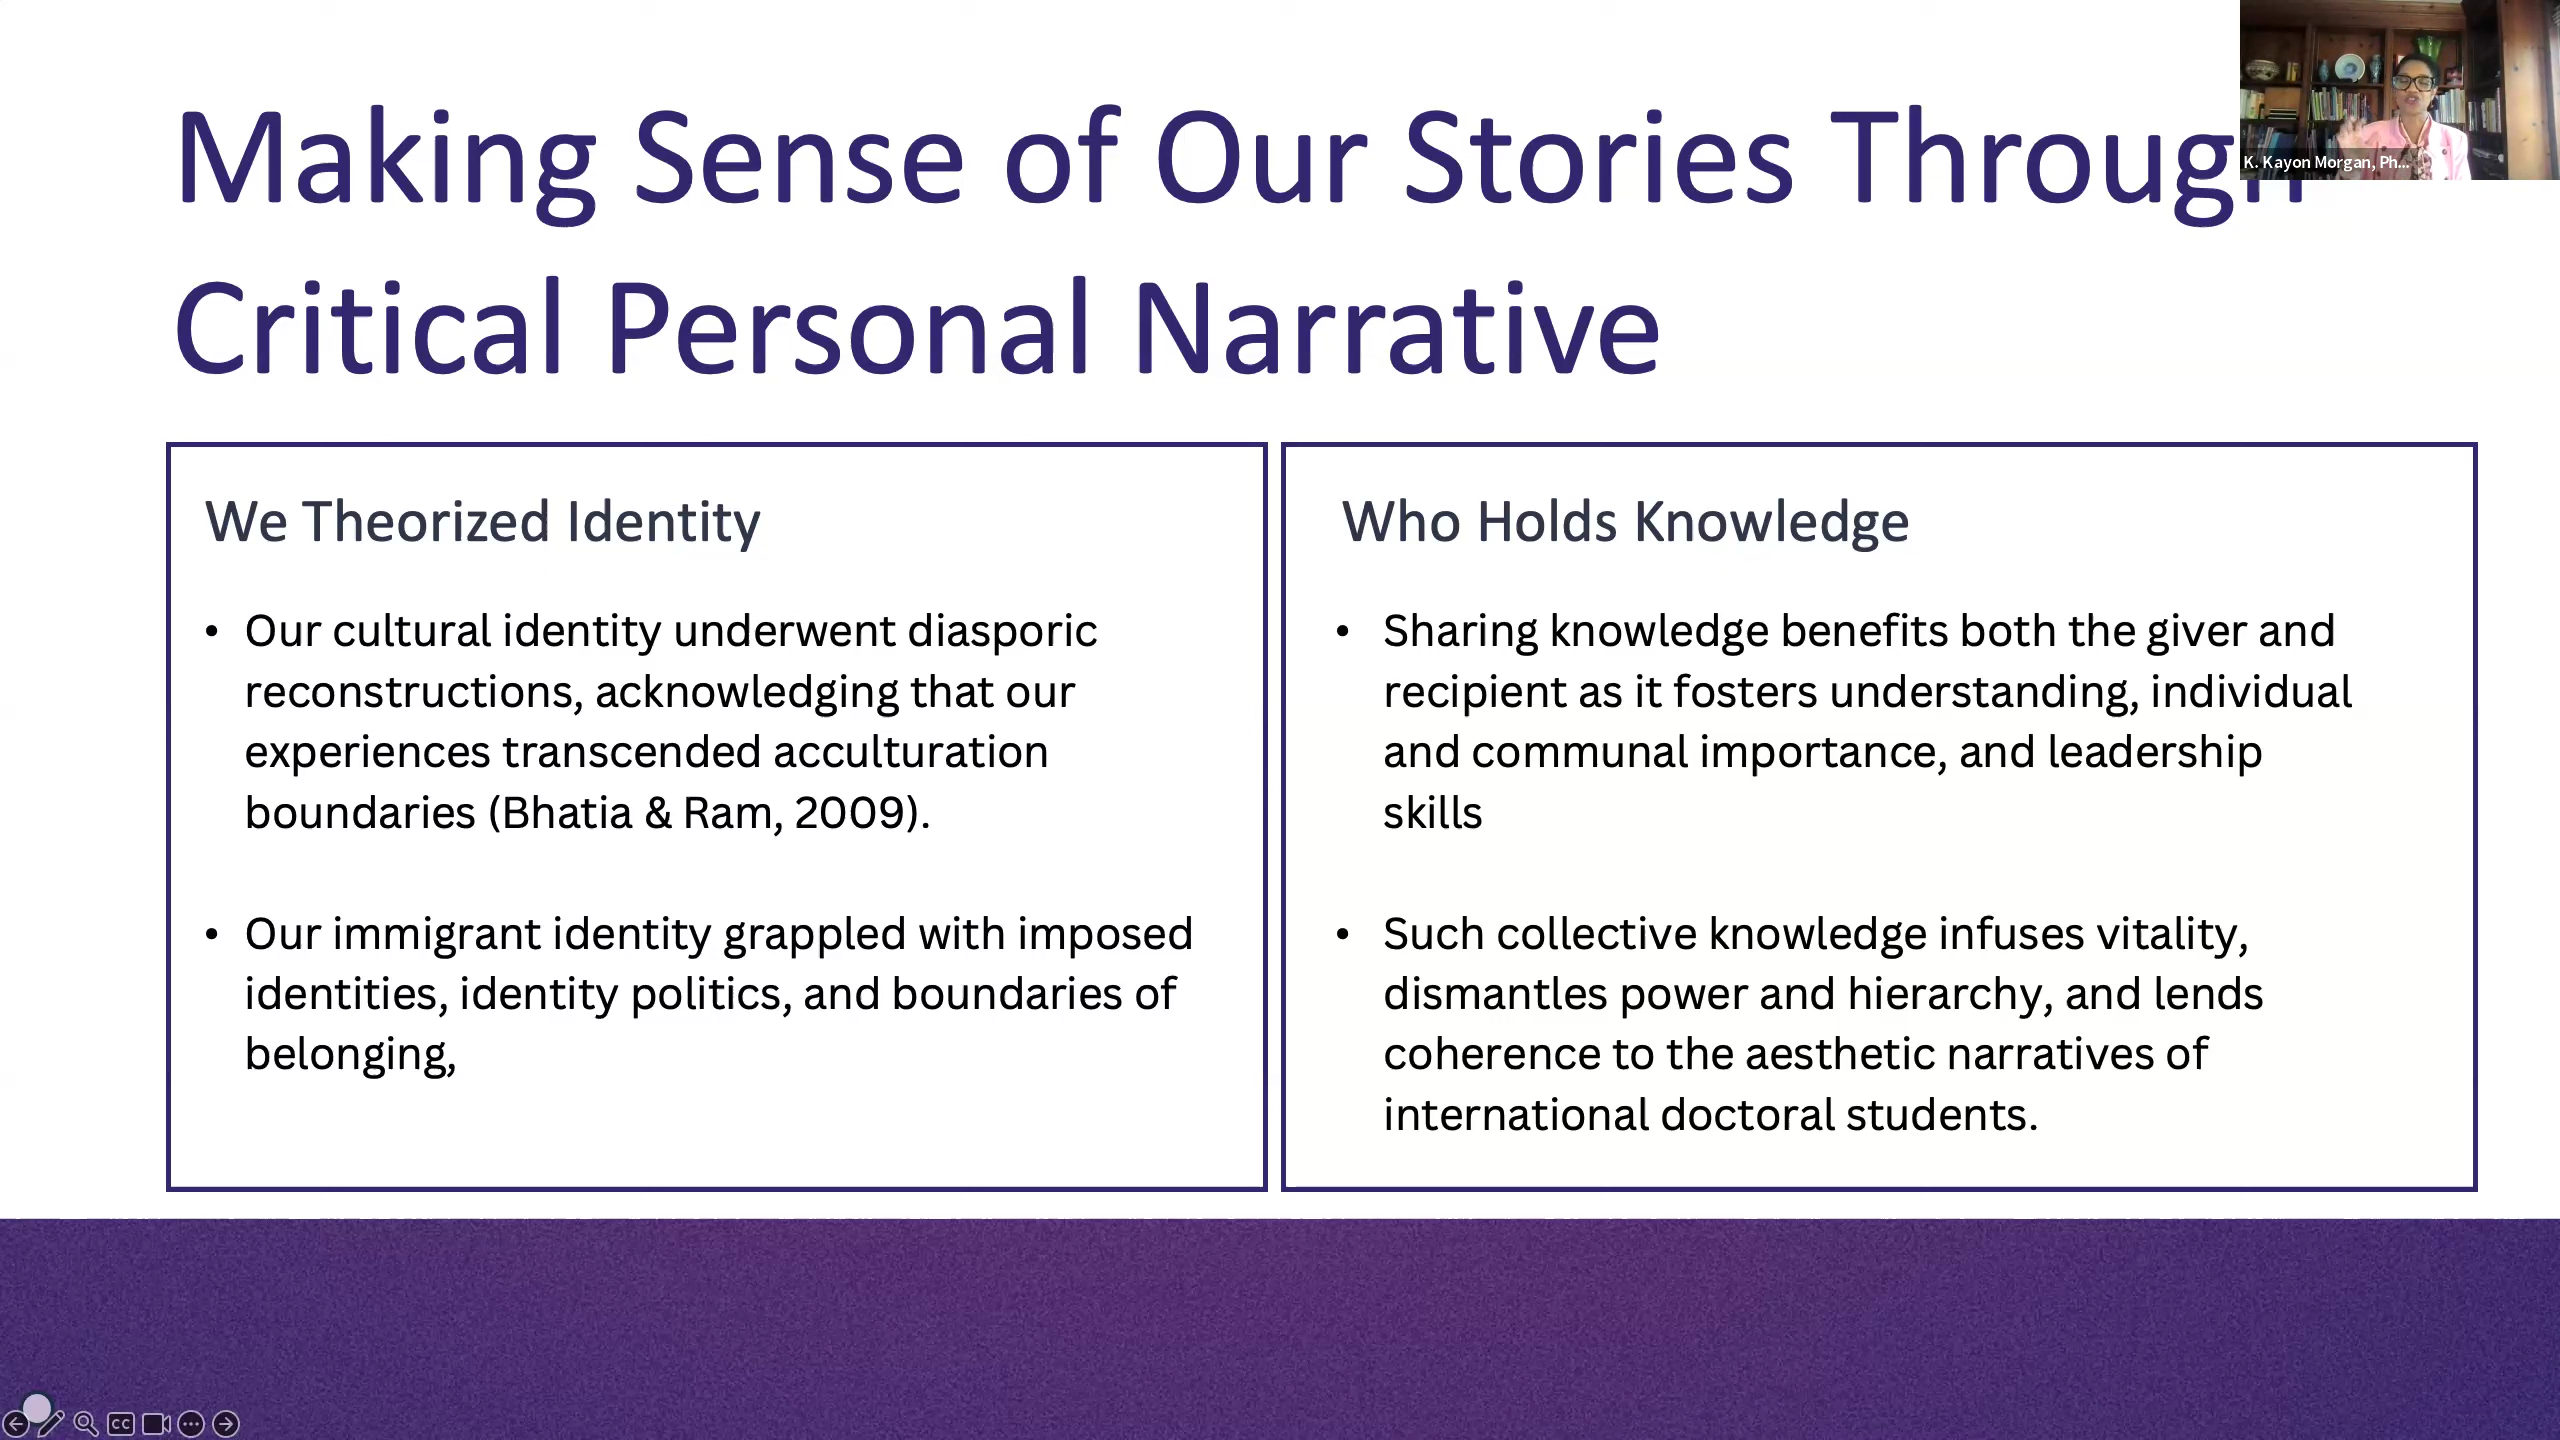 Making Sense of Our Stories Through
Critical Personal Narrative
K. Kayon Morgan, Ph...
We Theorized Identity
• Our cultural identity underwent diasporic
reconstructions, acknowledging that our
experiences transcended acculturation
boundaries (Bhatia & Ram, 2009).
• Our immigrant identity grappled with imposed
identities, identity politics, and boundaries of
belonging,
Who Holds Knowledge
• Sharing knowledge benefits both the giver and
recipient as it fosters understanding, individual
and communal importance, and leadership
skills
• Such collective knowledge infuses vitality,
dismantles power and hierarchy, and lends
coherence to the aesthetic narratives of
international doctoral students.
CC